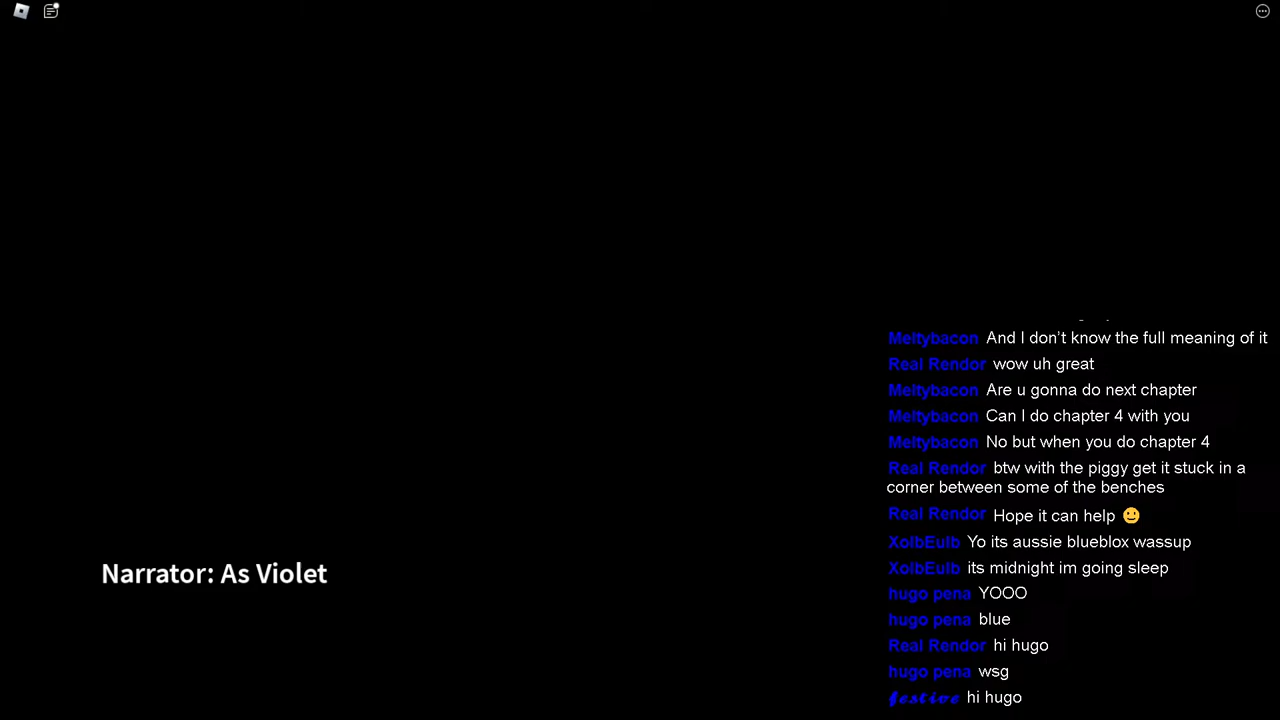 Meltybacon And I don’t know the full meaning of it
Real Rendor wow uh great
Meltybacon Are u gonna do next chapter
Meltybacon Can I do chapter 4 with you
Meltybacon No but when you do chapter 4
Real Rendor btw with the piggy get it stuck in a
corner between some of the benches
Real Rendor Hope it can help 🙂
XolbEulb Yo its aussie blueblox wassup
XolbEulb its midnight im going sleep
Narrator: As Violet
hugo pena YOOO
hugo pena blue
Real Rendor hi hugo
hugo pena wsg
festive hi hugo